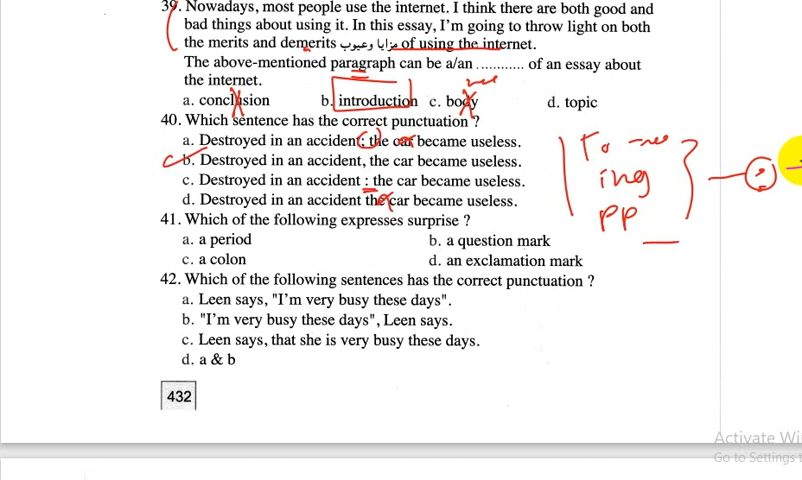 39. Nowadays, most people use the internet. I think there are both good and
bad things about using it. In this essay, I'm going to throw light on both
the merits and demerits مزايا وعيوب of using the internet.
The above-mentioned paragraph can be a/an ............ of an essay about
the internet.
a. conclusion b. introduction c. body d. topic
40. Which sentence has the correct punctuation ?
a. Destroyed in an accident; the car became useless.
b. Destroyed in an accident, the car became useless.
c. Destroyed in an accident : the car became useless.
d. Destroyed in an accident the car became useless.
To
ing
PP
41. Which of the following expresses surprise ?
a. a period b. a question mark
c. a colon d. an exclamation mark
42. Which of the following sentences has the correct punctuation ?
a. Leen says, "I'm very busy these days".
b. "I'm very busy these days", Leen says.
c. Leen says, that she is very busy these days.
d. a & b
432
Activate Wi
Go to Settings t